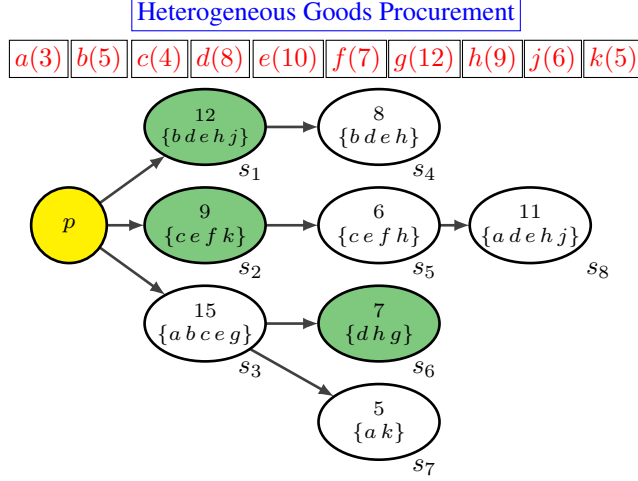 Heterogeneous Goods Procurement
a(3) b(5) c(4) d(8) e(10) f(7) g(12) h(9) j(6) k(5)
12
{b d e h j}
s1
8
{b d e h}
s4
p
9
{c e f k}
s2
6
{c e f h}
s5
11
{a d e h j}
s8
15
{a b c e g}
s3
7
{d h g}
s6
5
{a k}
s7